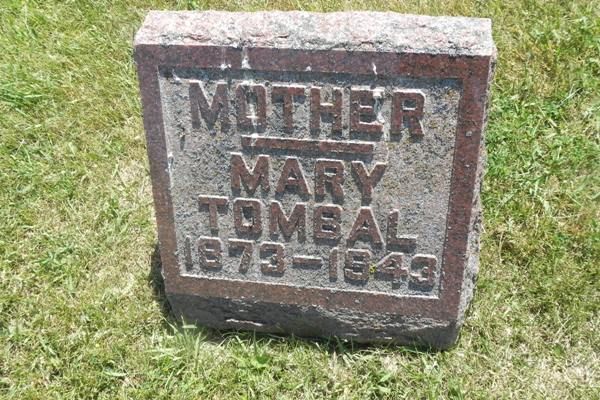 MOTHER
MARY
TOMBAL
1873-1943